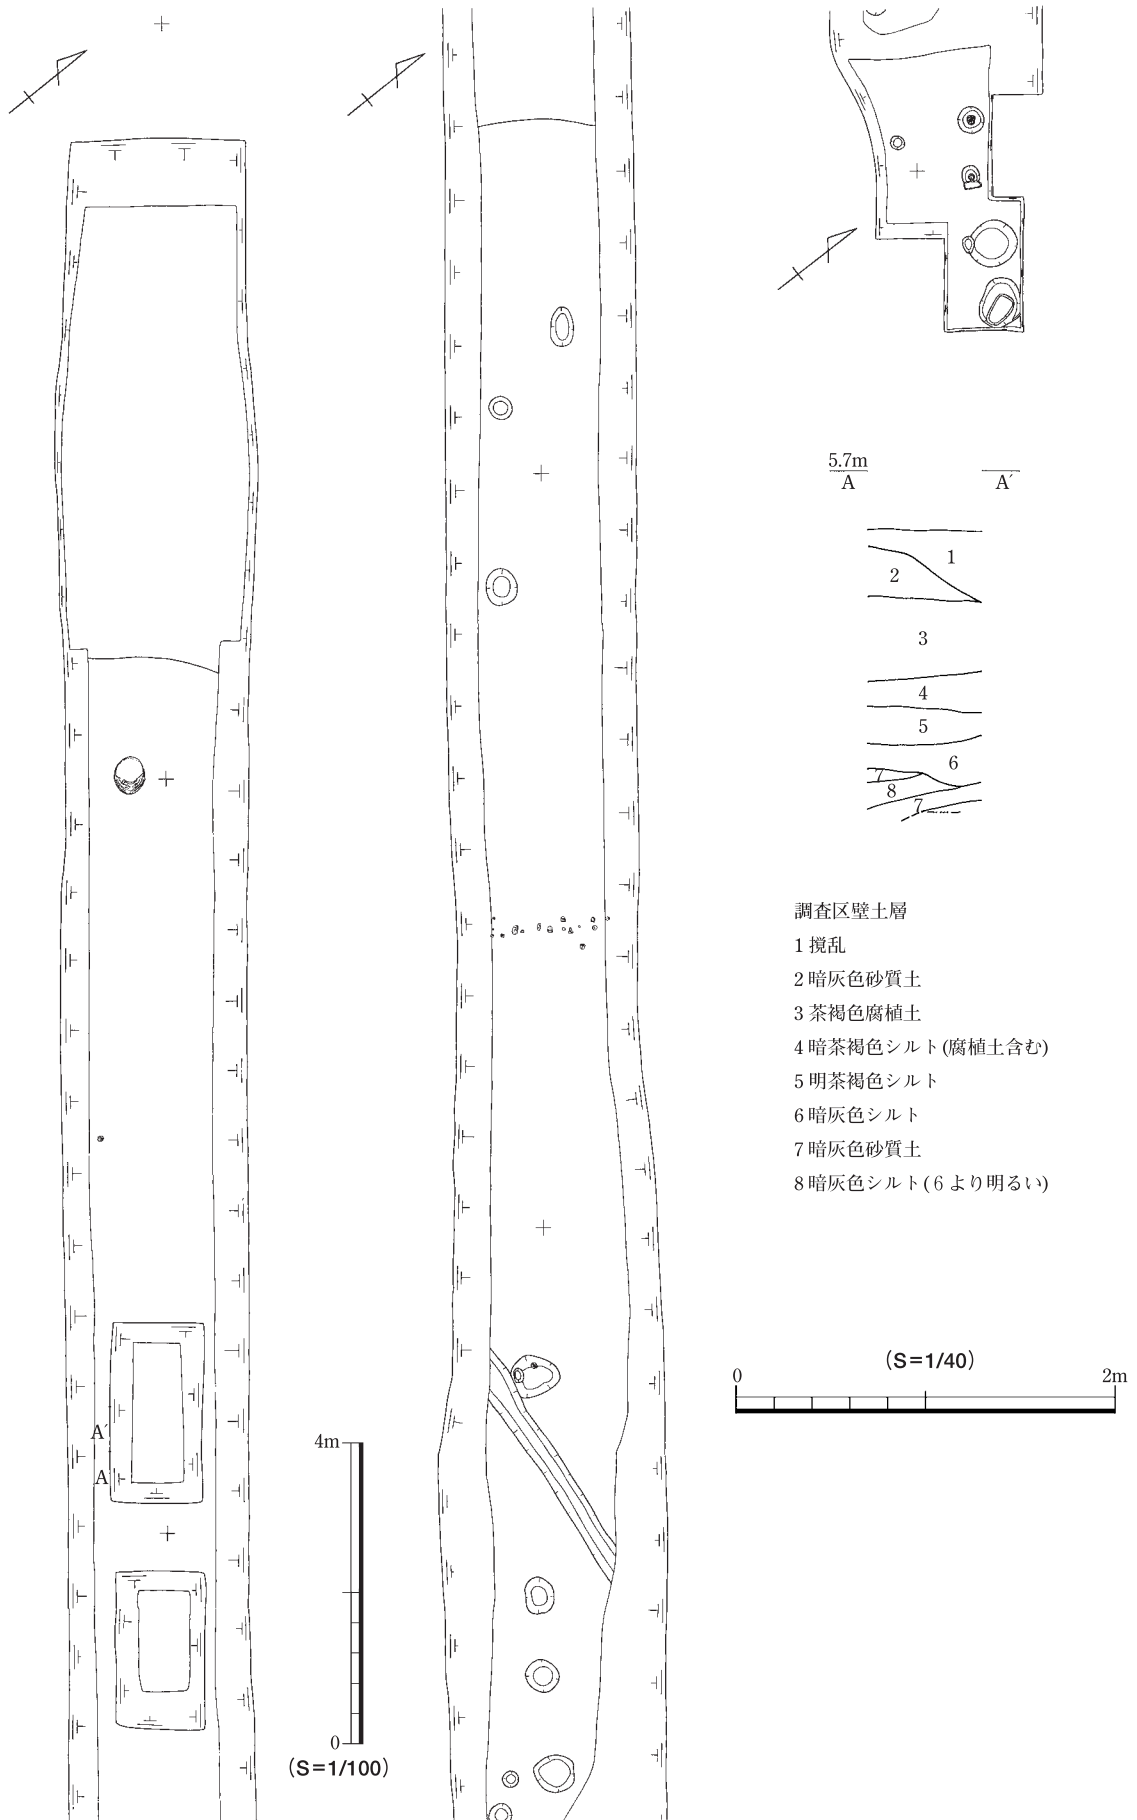 5.7m
A A´
1
2
3
4
5
6
7
8
7
調査区壁土層
1 撹乱
2 暗灰色砂質土
3 茶褐色腐植土
4 暗茶褐色シルト(腐植土含む)
5 明茶褐色シルト
6 暗灰色シルト
7 暗灰色砂質土
8 暗灰色シルト(６より明るい)
(S=1/40)
0 2m
A´
A
4m
0
(S=1/100)